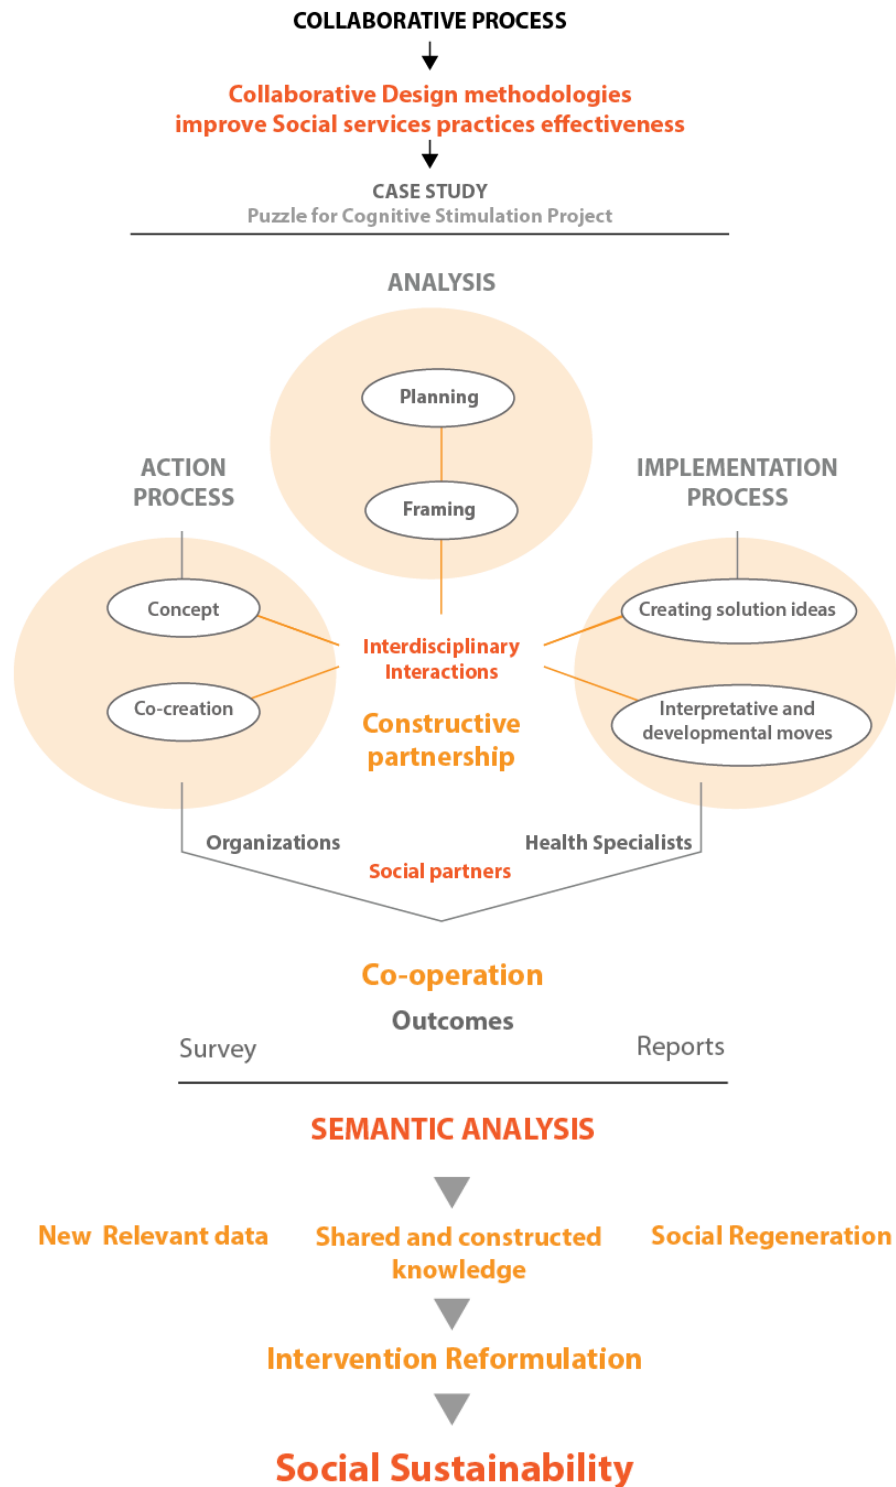 COLLABORATIVE PROCESS
Collaborative Design methodologies
improve Social services practices effectiveness
CASE STUDY
Puzzle for Cognitive Stimulation Project
ANALYSIS
Planning
Framing
ACTION
PROCESS
Concept
Co-creation
IMPLEMENTATION
PROCESS
Creating solution ideas
Interpretative and
developmental moves
Interdisciplinary
Interactions
Constructive
partnership
Organizations
Health Specialists
Social partners
Co-operation
Outcomes
Survey
Reports
SEMANTIC ANALYSIS
New  Relevant data
Shared and constructed
knowledge
Social Regeneration
Intervention Reformulation
Social Sustainability